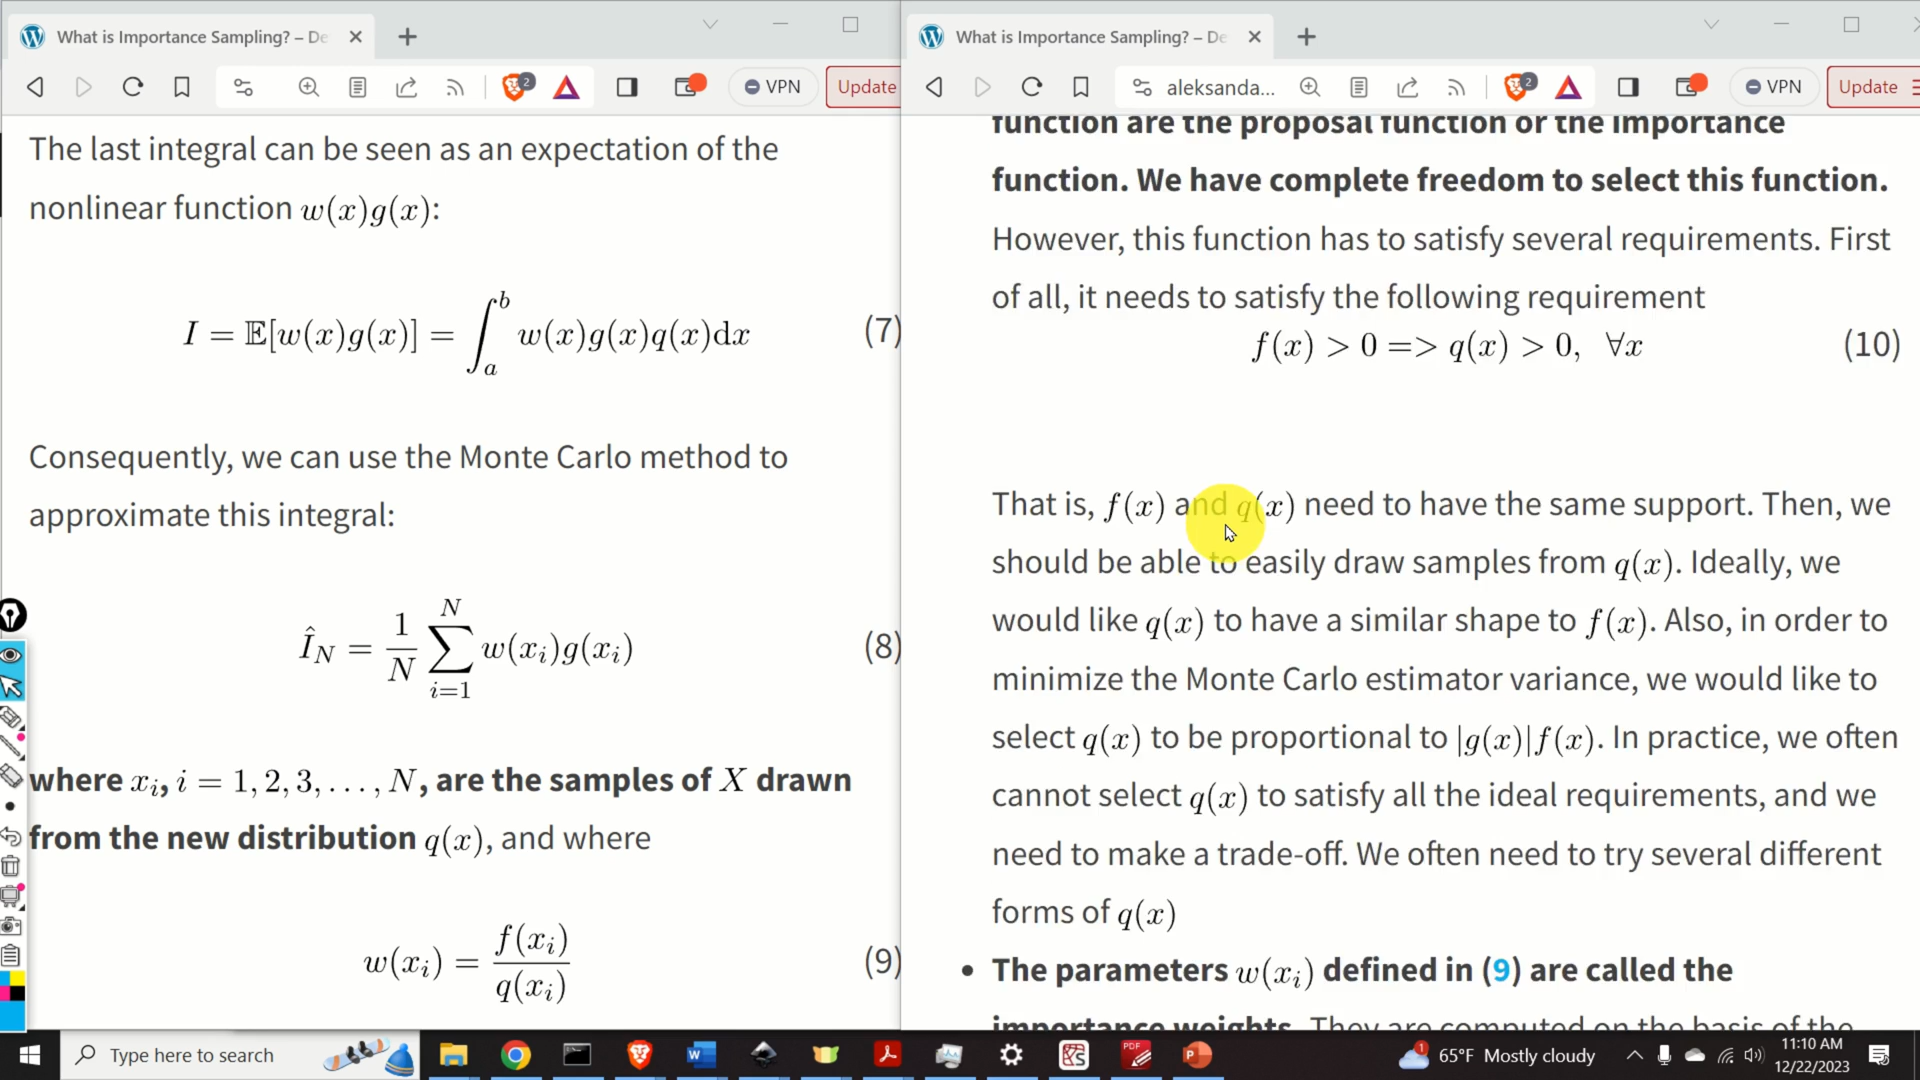 What is Importance Sampling? – De
VPN
Update
The last integral can be seen as an expectation of the
nonlinear function w(x)g(x):
I = 𝔼[w(x)g(x)] = ∫_a^b w(x)g(x)q(x)dx (7)
Consequently, we can use the Monte Carlo method to
approximate this integral:
Î_N = 1/N ∑_{i=1}^N w(x_i)g(x_i) (8)
where x_i, i = 1, 2, 3, …, N, are the samples of X drawn
from the new distribution q(x), and where
w(x_i) = f(x_i)/q(x_i) (9)
What is Importance Sampling? – De
aleksanda...
VPN
Update
function are the proposal function or the importance
function. We have complete freedom to select this function.
However, this function has to satisfy several requirements. First
of all, it needs to satisfy the following requirement
f(x) > 0 => q(x) > 0, ∀x (10)
That is, f(x) and q(x) need to have the same support. Then, we
should be able to easily draw samples from q(x). Ideally, we
would like q(x) to have a similar shape to f(x). Also, in order to
minimize the Monte Carlo estimator variance, we would like to
select q(x) to be proportional to |g(x)|f(x). In practice, we often
cannot select q(x) to satisfy all the ideal requirements, and we
need to make a trade-off. We often need to try several different
forms of q(x)
• The parameters w(x_i) defined in (9) are called the
importance weights. They are computed on the basis of the
Type here to search
65°F Mostly cloudy
11:10 AM
12/22/2023